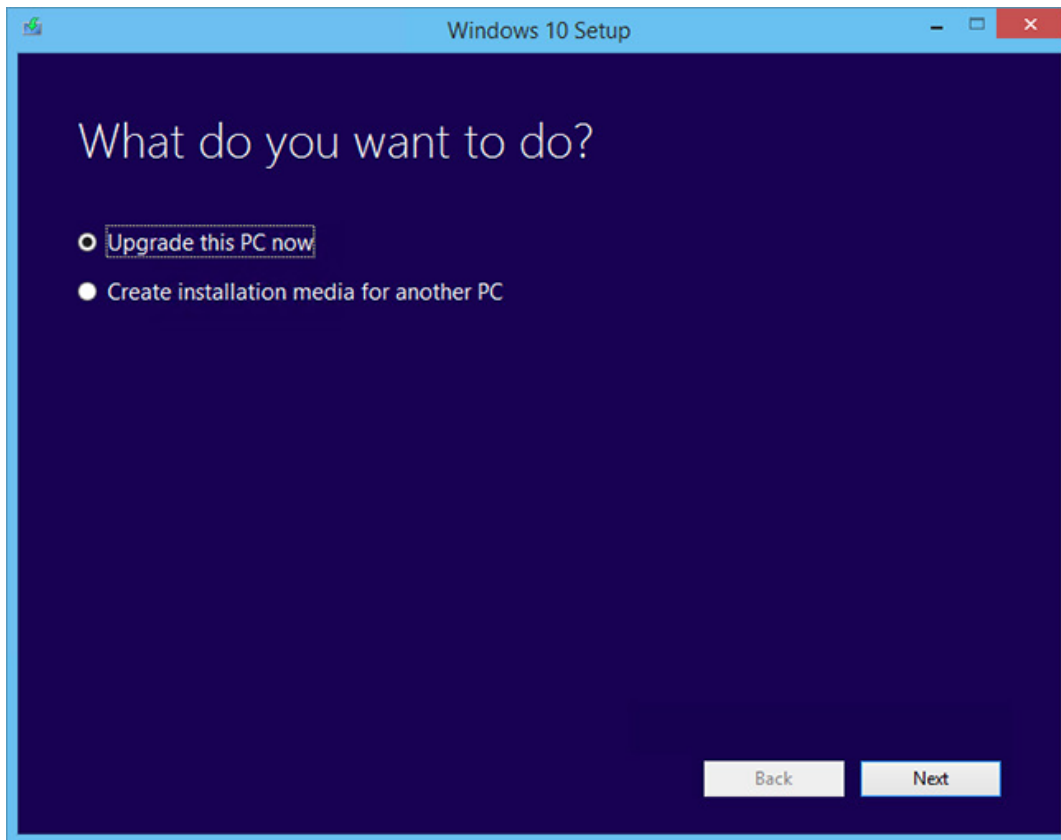 Windows 10 Setup
What do you want to do?
Upgrade this PC now
Create installation media for another PC
Back
Next